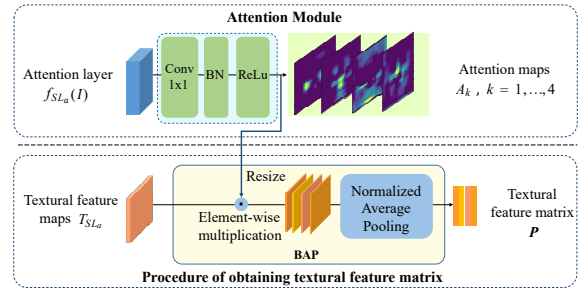 Attention Module
Attention layer
f_{SL_a}(I)
Conv
1x1
BN
ReLu
Attention maps
A_k , k = 1,…,4
Resize
Textural feature
maps T_{SL_a}
Element-wise
multiplication
Normalized
Average
Pooling
BAP
Textural
feature matrix
P
Procedure of obtaining textural feature matrix